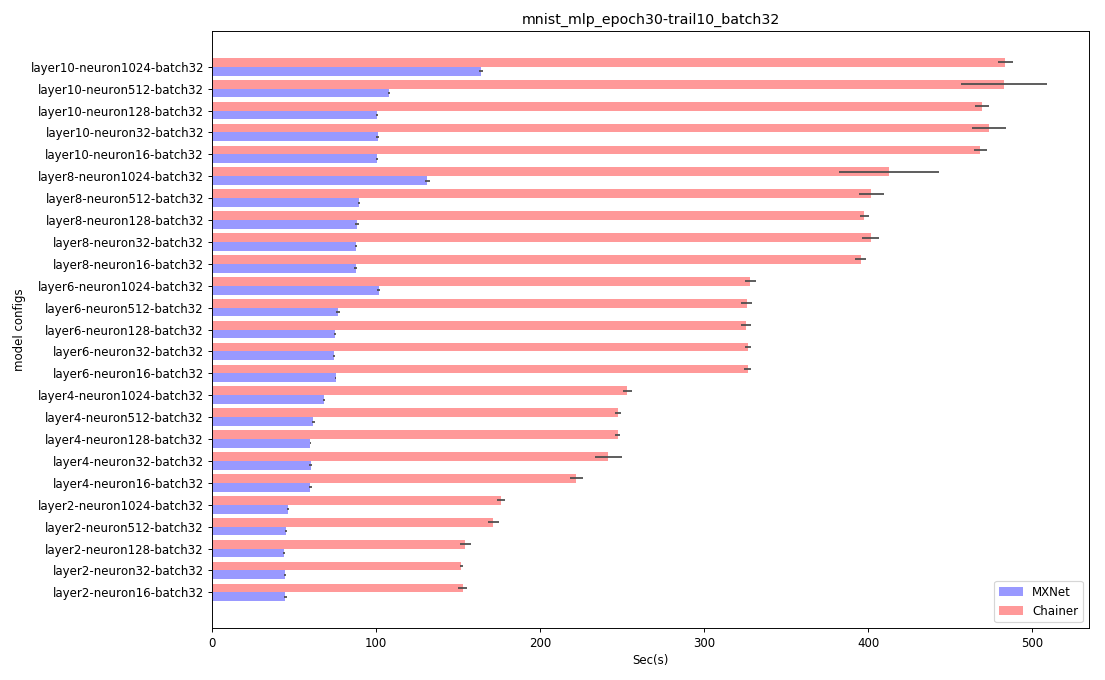 mnist_mlp_epoch30-trail10_batch32
layer10-neuron1024-batch32
layer10-neuron512-batch32
layer10-neuron128-batch32
layer10-neuron32-batch32
layer10-neuron16-batch32
layer8-neuron1024-batch32
layer8-neuron512-batch32
layer8-neuron128-batch32
layer8-neuron32-batch32
layer8-neuron16-batch32
layer6-neuron1024-batch32
layer6-neuron512-batch32
layer6-neuron128-batch32
layer6-neuron32-batch32
layer6-neuron16-batch32
layer4-neuron1024-batch32
layer4-neuron512-batch32
layer4-neuron128-batch32
layer4-neuron32-batch32
layer4-neuron16-batch32
layer2-neuron1024-batch32
layer2-neuron512-batch32
layer2-neuron128-batch32
layer2-neuron32-batch32
layer2-neuron16-batch32
model configs
MXNet
Chainer
0 100 200 300 400 500
Sec(s)